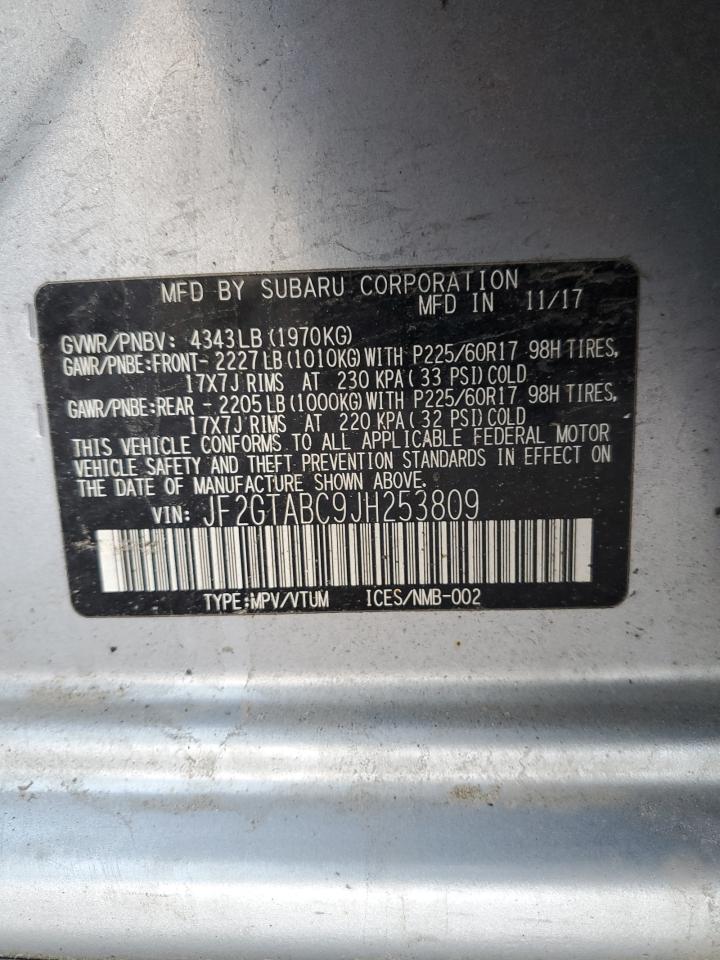 MFD BY SUBARU CORPORATION
MFD IN 11/17
GVWR/PNBV: 4343LB (1970KG)
GAWR/PNBE:FRONT- 2227LB (1010KG) WITH P225/60R17 98H TIRES,
17X7J RIMS AT 230 KPA ( 33 PSI) COLD
GAWR/PNBE:REAR - 2205LB (1000KG) WITH P225/60R17 98H TIRES,
17X7J RIMS AT 220 KPA ( 32 PSI) COLD
THIS VEHICLE CONFORMS TO ALL APPLICABLE FEDERAL MOTOR
VEHICLE SAFETY AND THEFT PREVENTION STANDARDS IN EFFECT ON
THE DATE OF MANUFACTURE SHOWN ABOVE.
VIN: JF2GTABC9JH253809
TYPE:MPV/VTUM ICES/NMB-002